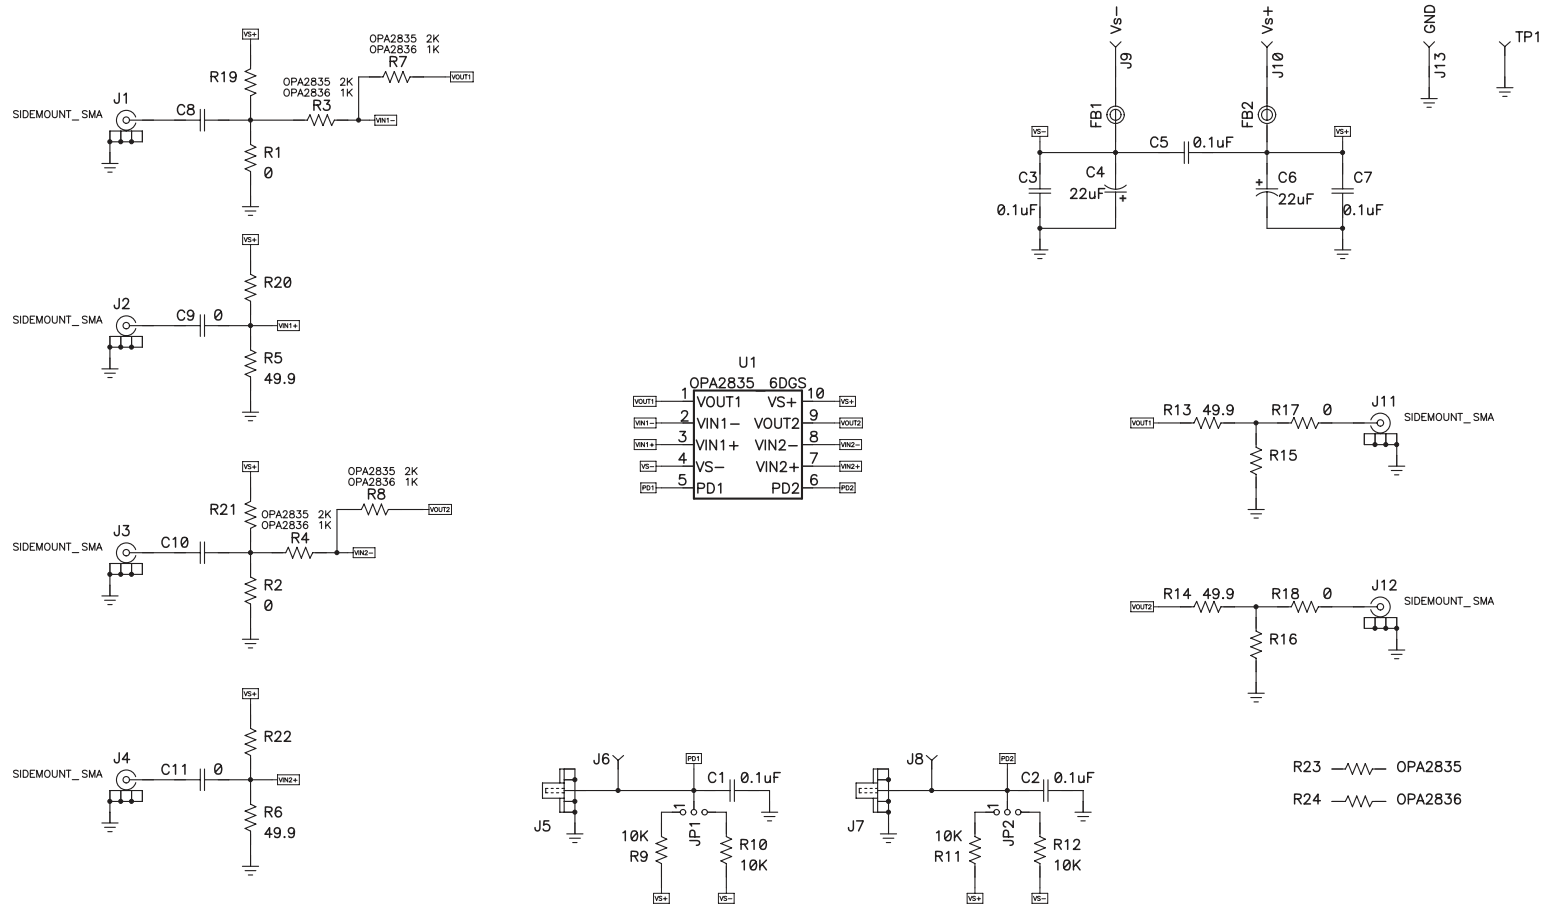 VS+
R19
OPA2835 2K
OPA2836 1K
R7
VOUT1
OPA2835 2K
OPA2836 1K
R3
VIN1-
SIDEMOUNT_SMA
J1
C8
R1
0
VS+
R20
SIDEMOUNT_SMA
J2
C9 0
VIN1+
R5
49.9
VS+
R21
OPA2835 2K
OPA2836 1K
R8
VOUT2
OPA2835 2K
OPA2836 1K
R4
VIN2-
SIDEMOUNT_SMA
J3
C10
R2
0
VS+
R22
SIDEMOUNT_SMA
J4
C11 0
VIN2+
R6
49.9
U1
OPA2835 6DGS
VOUT1 1 VOUT1 VS+ 10 VS+
VIN1- 2 VIN1- VOUT2 9 VOUT2
VIN1+ 3 VIN1+ VIN2- 8 VIN2-
VS- 4 VS- VIN2+ 7 VIN2+
PD1 5 PD1 PD2 6 PD2
J6
PD1
C1 0.1uF
J5
1
JP1
10K
R9
R10
10K
VS+
VS-
J8
PD2
C2 0.1uF
J7
1
JP2
10K
R11
R12
10K
VS+
VS-
Vs-
J9
FB1
Vs+
J10
FB2
GND
J13
TP1
VS-
C5 0.1uF
VS+
C3
0.1uF
C4
22uF
+
+
C6
22uF
C7
0.1uF
VOUT1
R13 49.9
R17 0
J11
SIDEMOUNT_SMA
R15
VOUT2
R14 49.9
R18 0
J12
SIDEMOUNT_SMA
R16
R23 OPA2835
R24 OPA2836